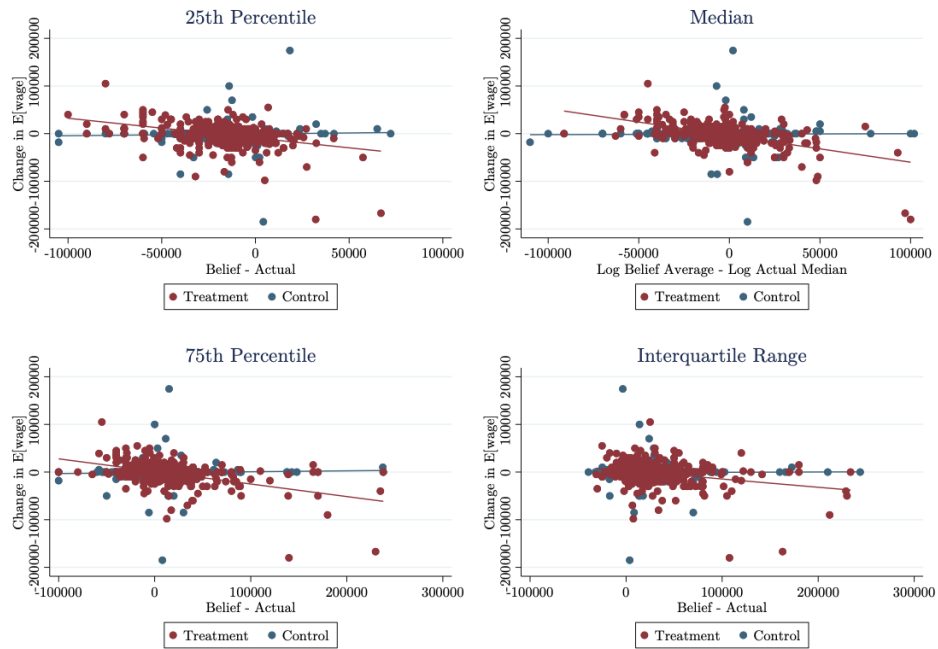 25th Percentile
Change in E[wage]
200000
100000
0
-100000
-200000
-100000 -50000 0 50000 100000
Belief - Actual
Treatment Control
Median
Change in E[wage]
200000
100000
0
-100000
-200000
-100000 -50000 0 50000 100000
Log Belief Average - Log Actual Median
Treatment Control
75th Percentile
Change in E[wage]
200000
100000
0
-100000
-200000
-100000 0 100000 200000 300000
Belief - Actual
Treatment Control
Interquartile Range
Change in E[wage]
200000
100000
0
-100000
-200000
-100000 0 100000 200000 300000
Belief - Actual
Treatment Control